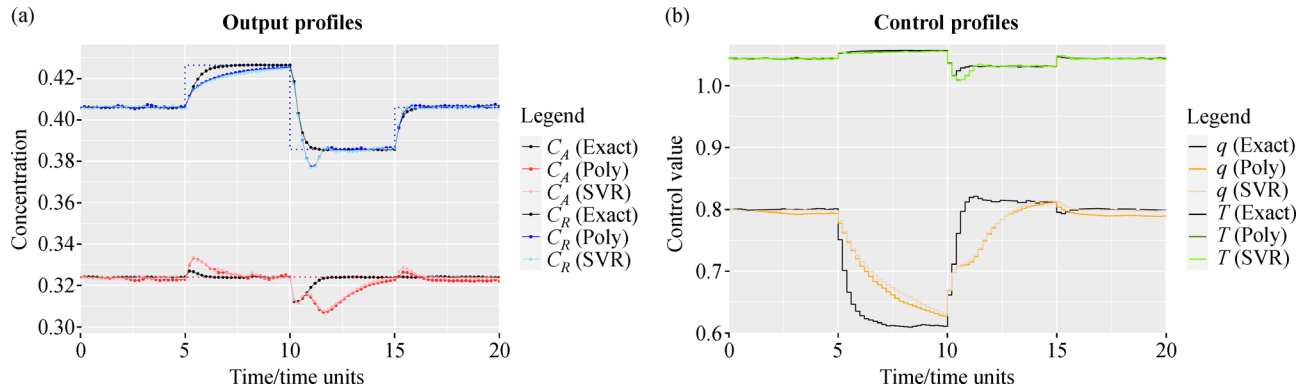 (a)
Output profiles
Concentration
0.42
0.40
0.38
0.36
0.34
0.32
0.30
0
5
10
15
20
Time/time units
Legend
C_A (Exact)
C_A (Poly)
C_A (SVR)
C_R (Exact)
C_R (Poly)
C_R (SVR)
(b)
Control profiles
Control value
1.0
0.9
0.8
0.7
0.6
0
5
10
15
20
Time/time units
Legend
q (Exact)
q (Poly)
q (SVR)
T (Exact)
T (Poly)
T (SVR)